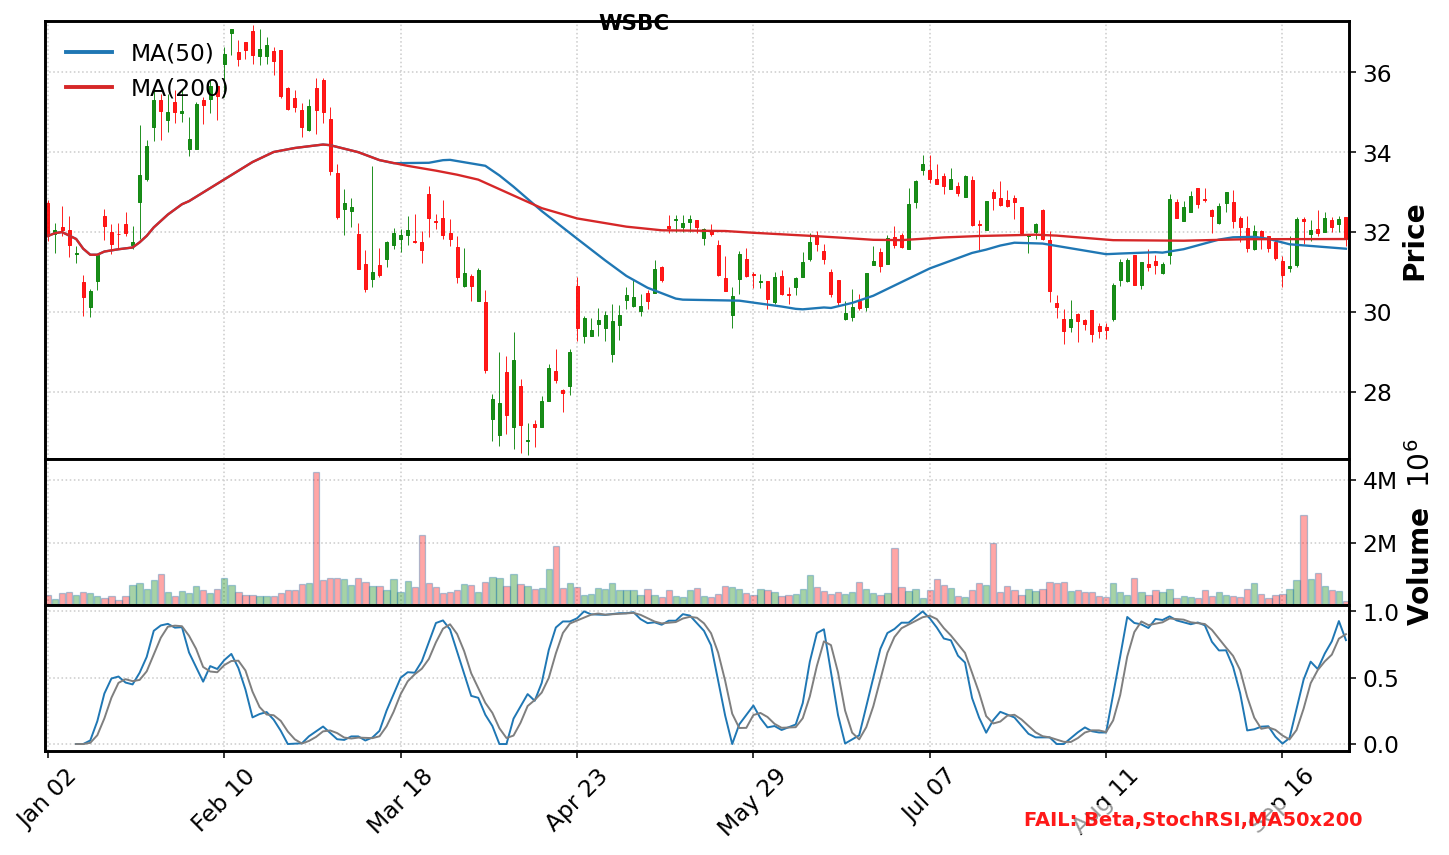 WSBC
MA(50)
MA(200)
36
34
32
30
28
Price
4M
2M
Volume 10⁶
1.0
0.5
0.0
Jan 02
Feb 10
Mar 18
Apr 23
May 29
Jul 07
Aug 11
Sep 16
FAIL: Beta,StochRSI,MA50x200